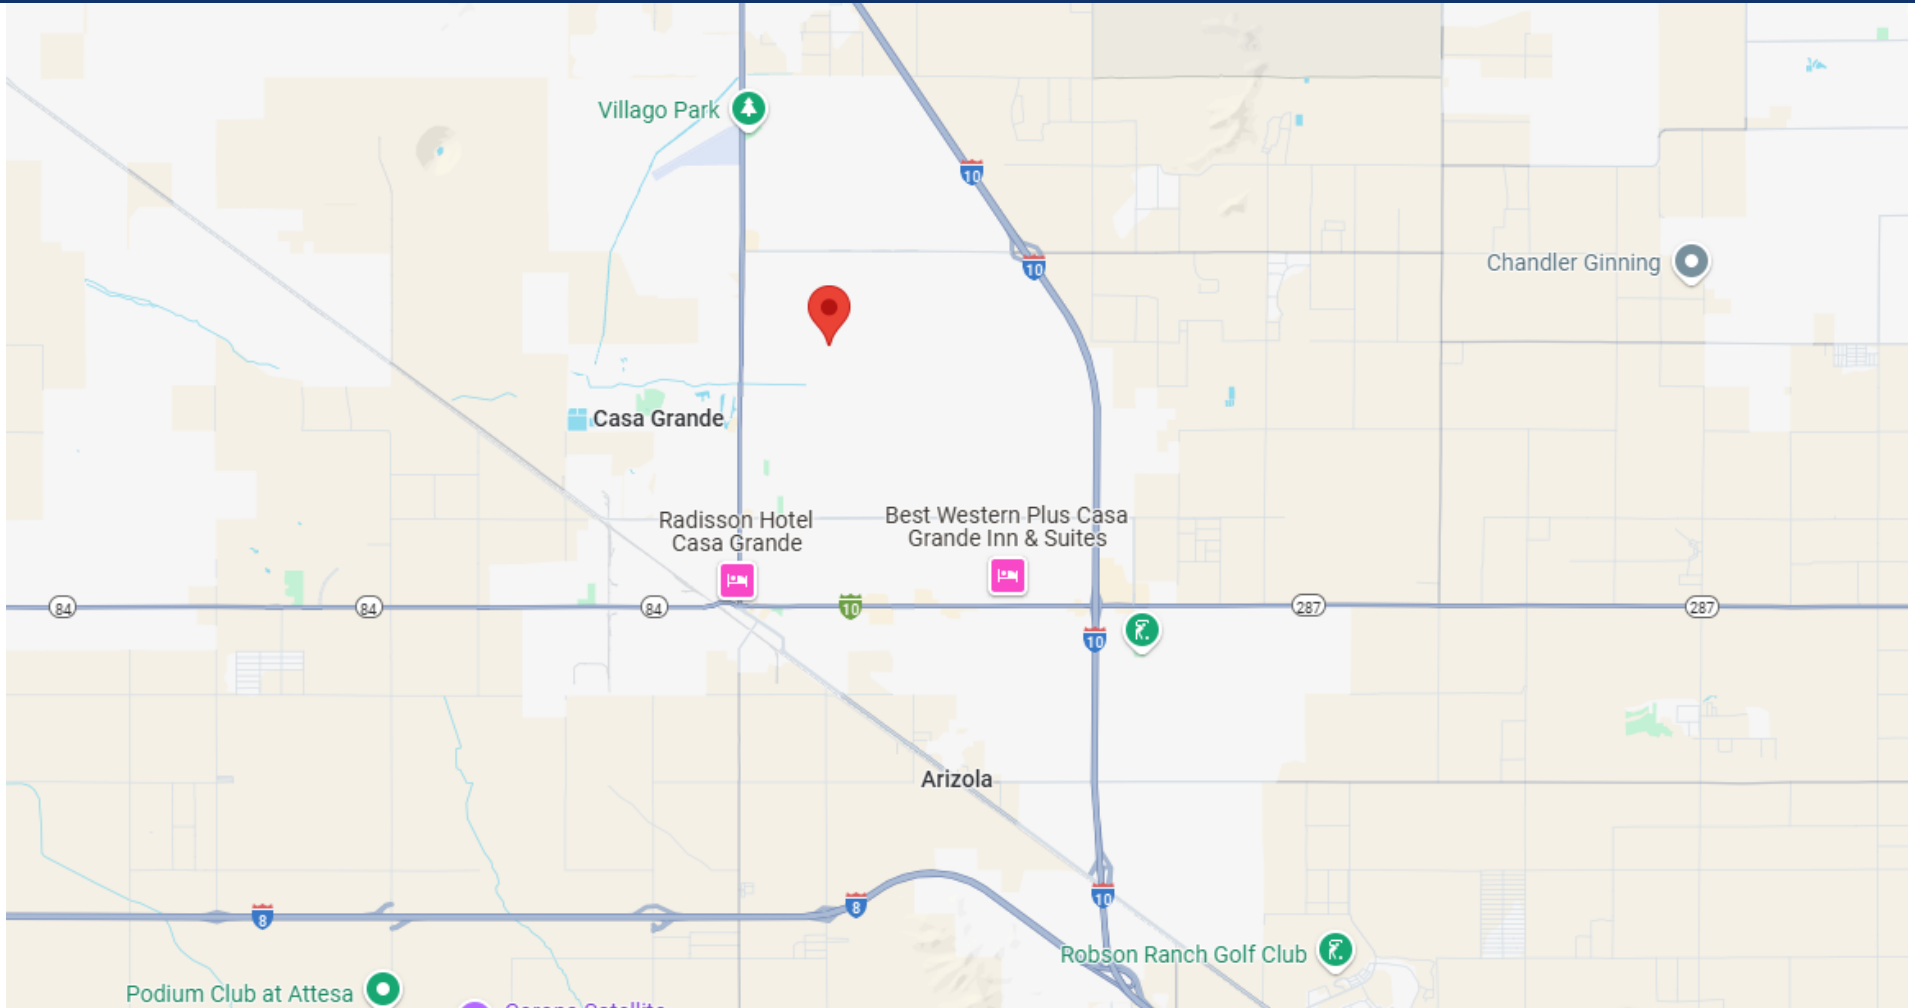 Villago Park
10
10
Chandler Ginning
Casa Grande
Radisson Hotel
Casa Grande
Best Western Plus Casa
Grande Inn & Suites
84
84
84
10
287
287
10
Arizola
8
8
10
Robson Ranch Golf Club
Podium Club at Attesa